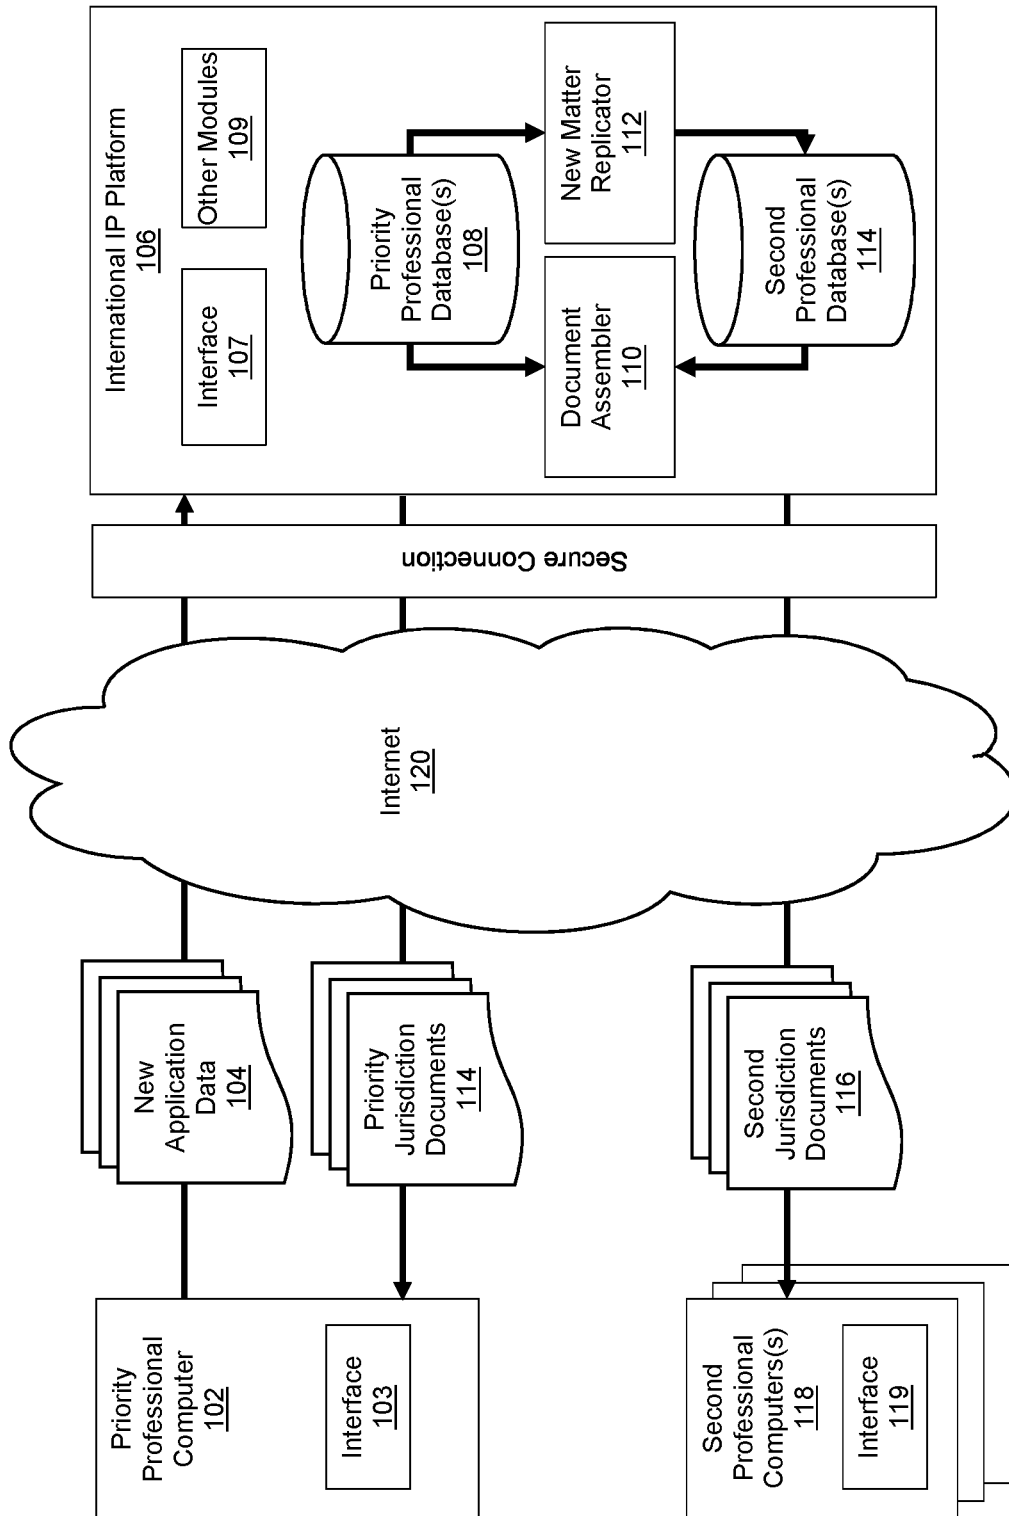 Priority
Professional
Computer
102
Interface
103
New
Application
Data
104
Priority
Jurisdiction
Documents
114
Second
Professional
Computers(s)
118
Interface
119
Second
Jurisdiction
Documents
116
Internet
120
Secure Connection
International IP Platform
106
Interface
107
Other Modules
109
Priority
Professional
Database(s)
108
Document
Assembler
110
New Matter
Replicator
112
Second
Professional
Database(s)
114